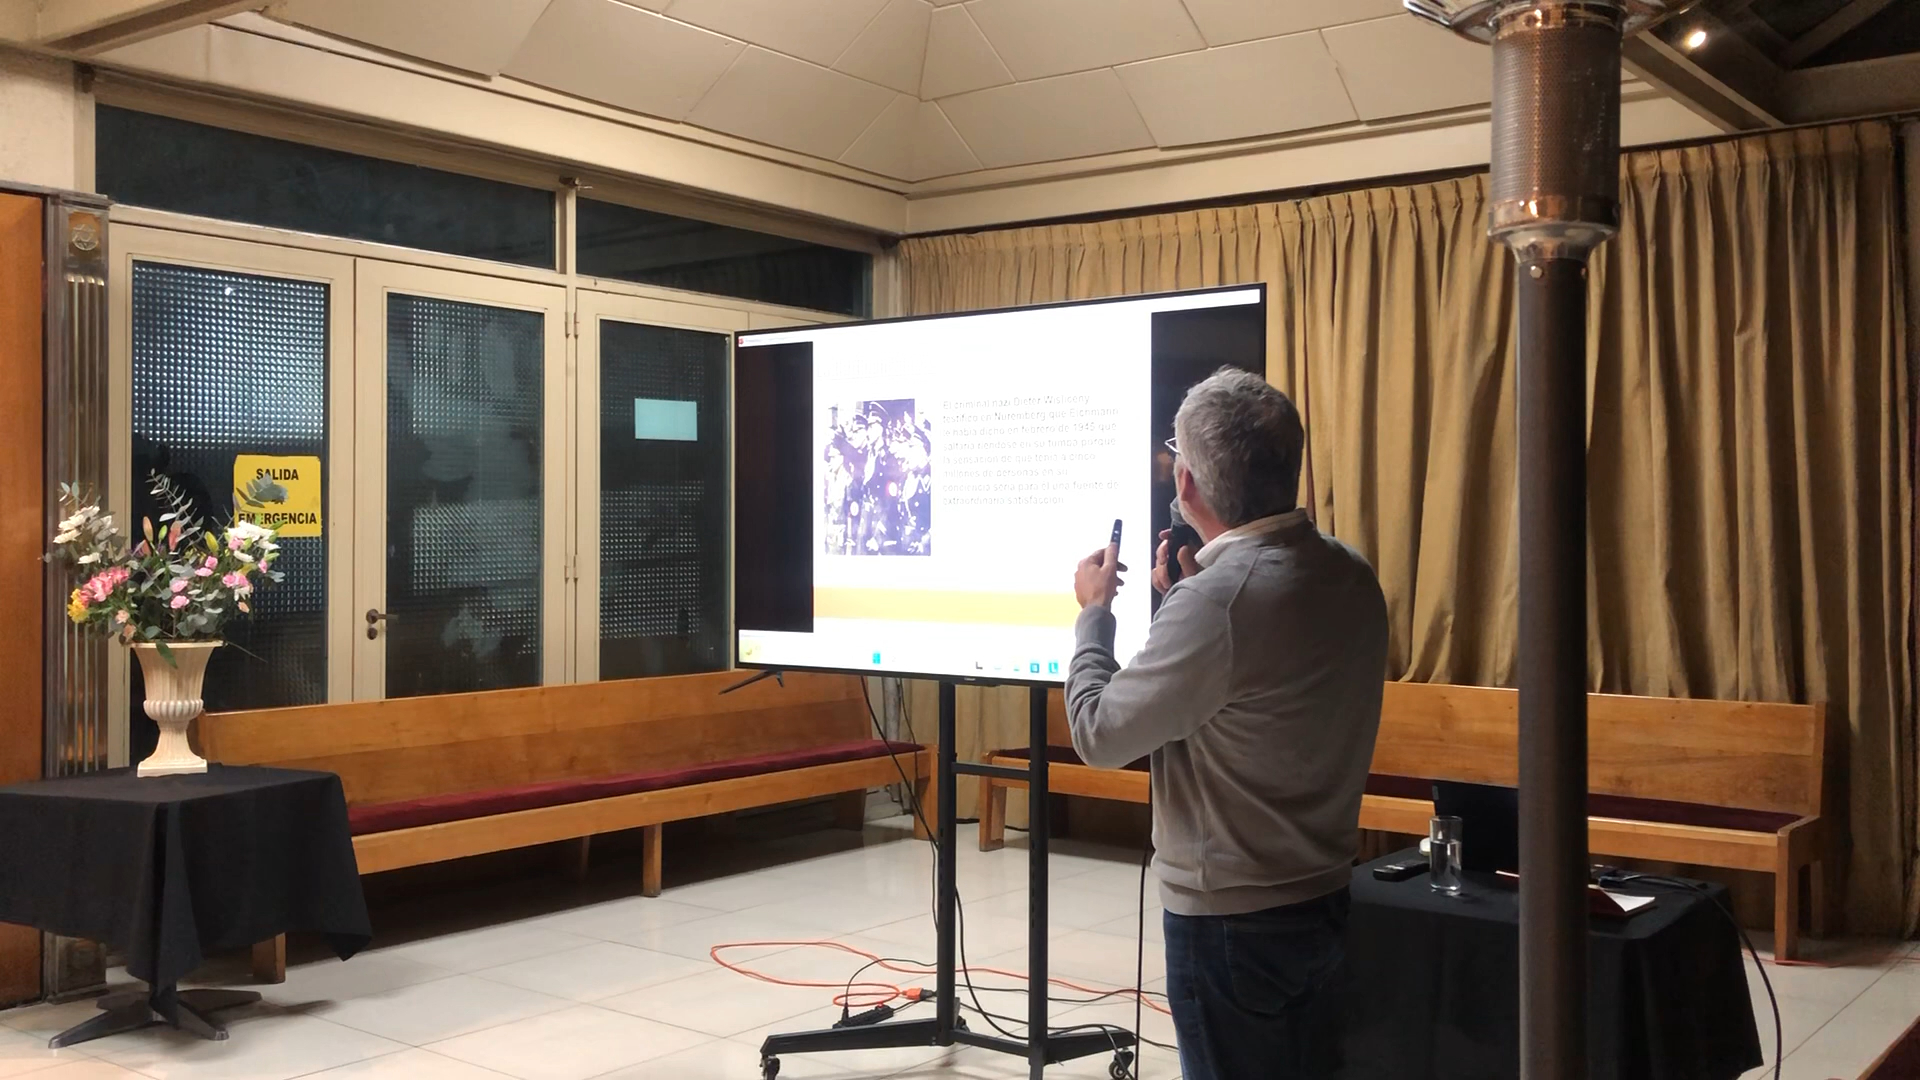 SALIDA
EMERGENCIA
El criminal nazi Dieter Wisliceny
testificó en Nuremberg que Eichmann
le había dicho en febrero de 1945 que
saltaría riéndose en su tumba porque
la sensación de que tenía a cinco
millones de personas en su
conciencia sería para él una fuente de
extraordinaria satisfacción